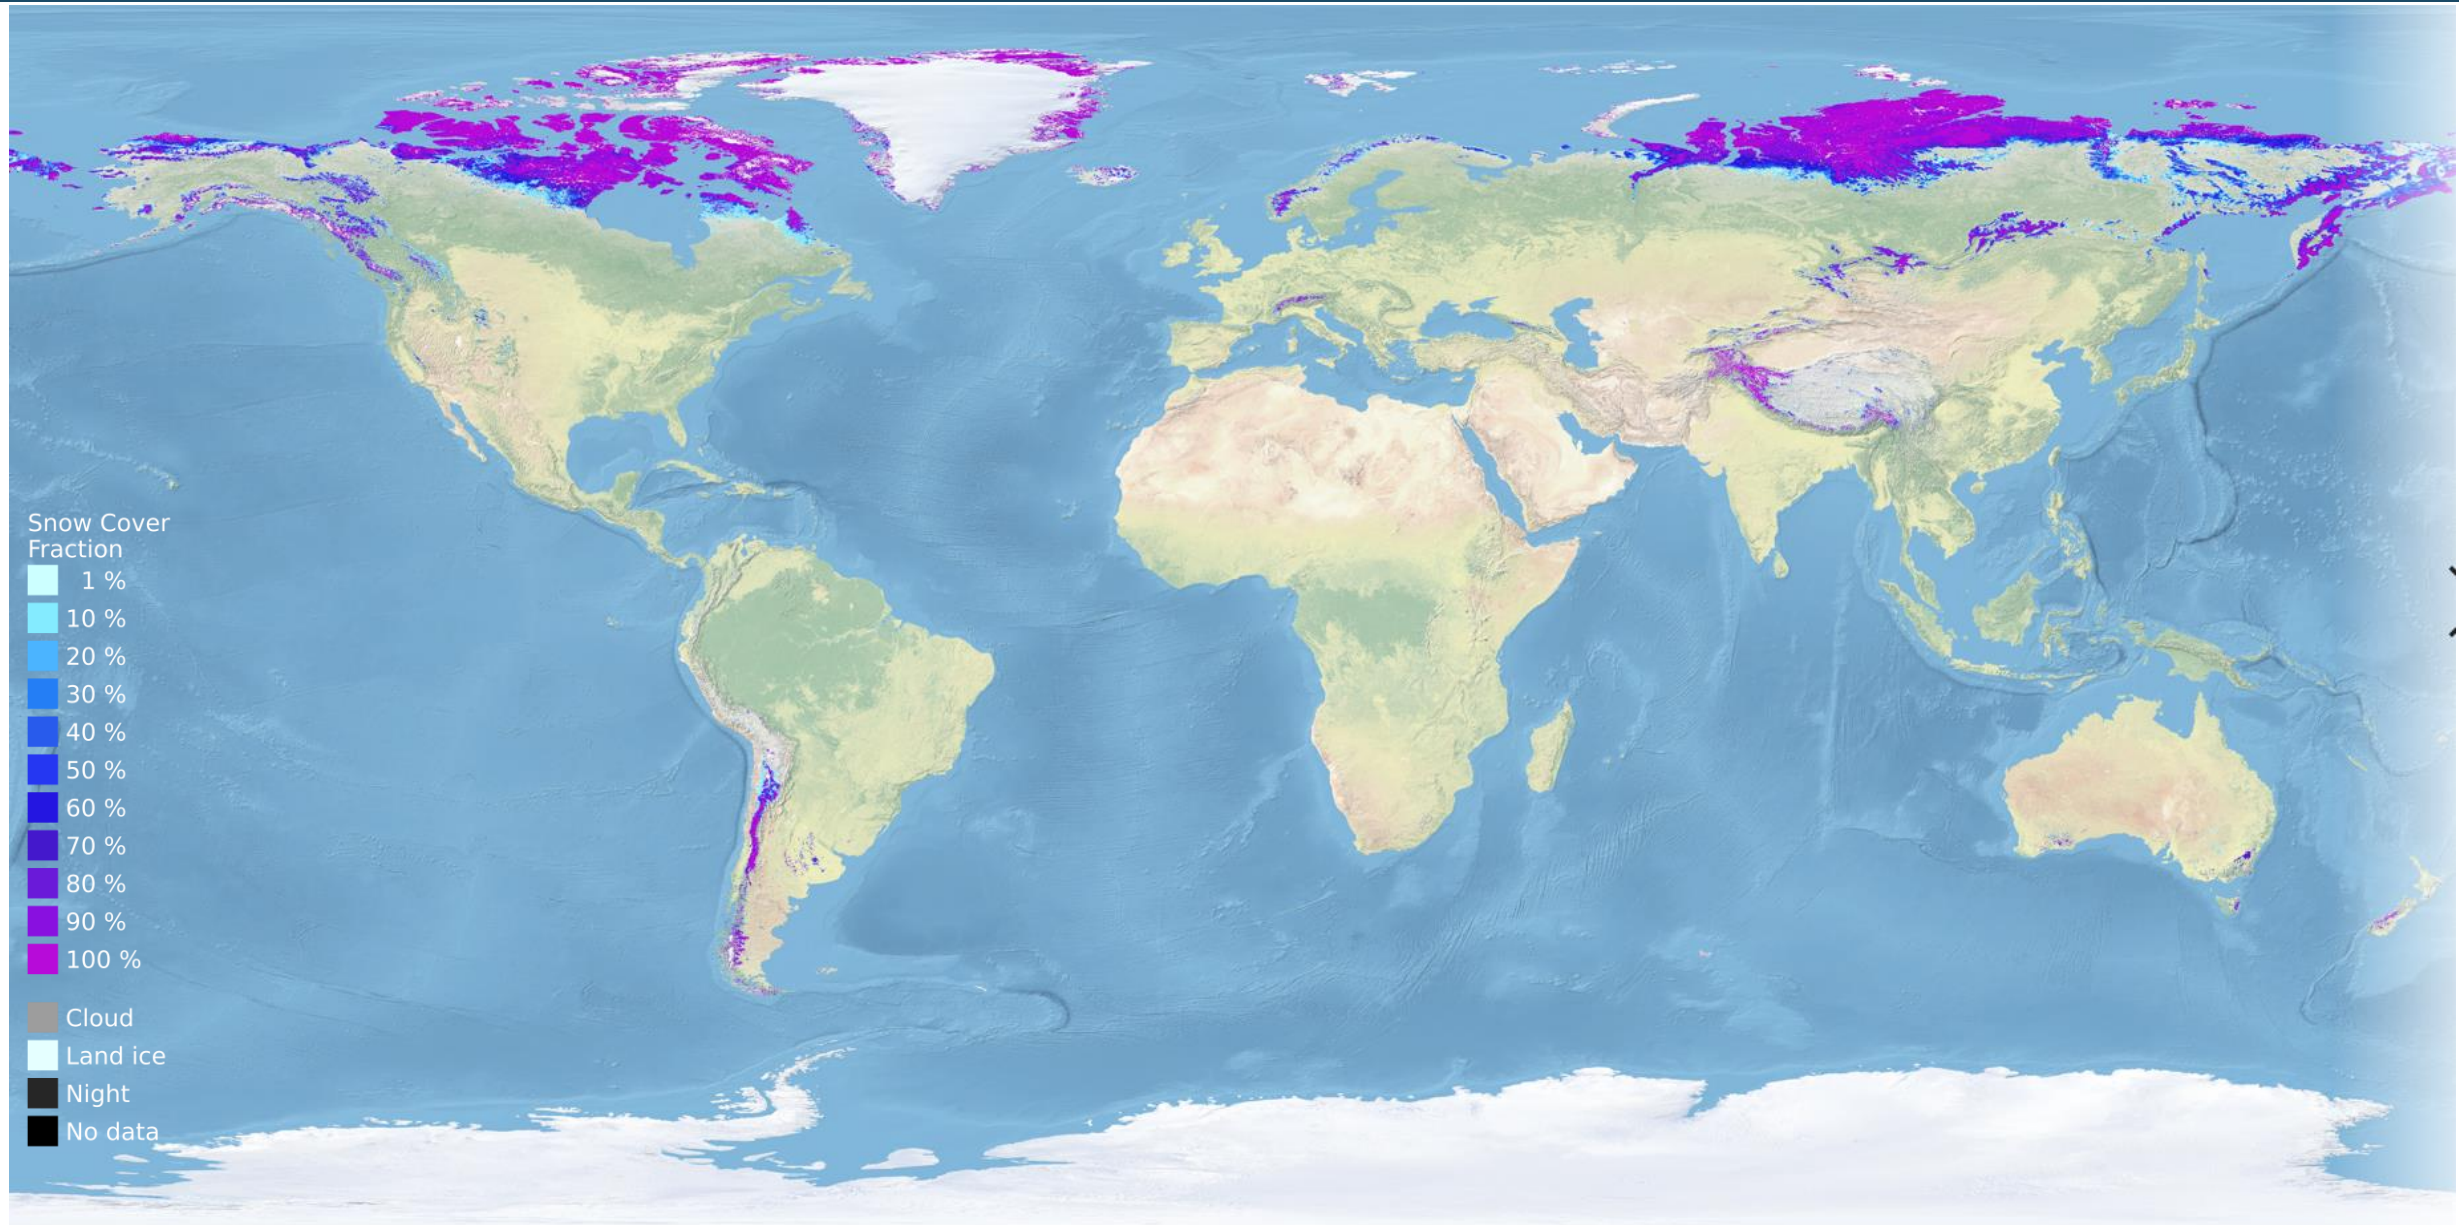 Snow Cover
Fraction
1 %
10 %
20 %
30 %
40 %
50 %
60 %
70 %
80 %
90 %
100 %
Cloud
Land ice
Night
No data